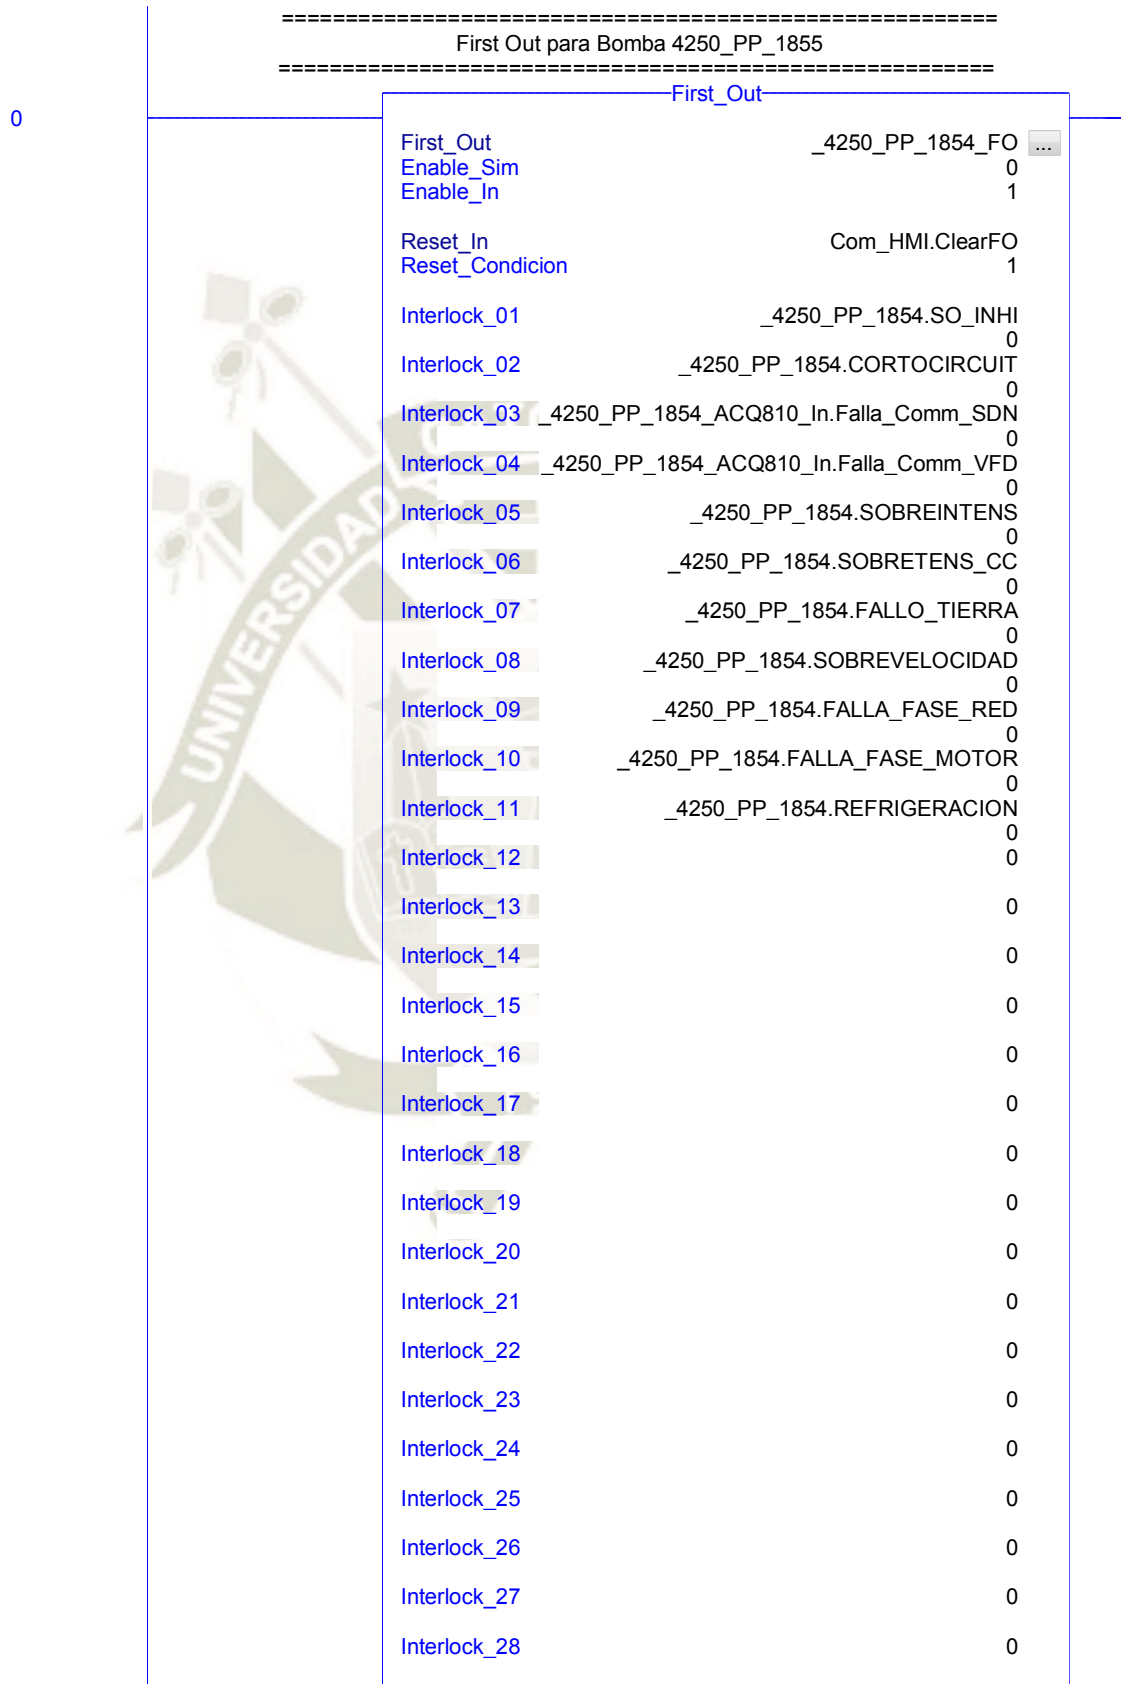 =======================================================
First Out para Bomba 4250_PP_1855
=======================================================
First_Out
0
First_Out _4250_PP_1854_FO ...
Enable_Sim 0
Enable_In 1
Reset_In Com_HMI.ClearFO
Reset_Condicion 1
Interlock_01 _4250_PP_1854.SO_INHI
0
Interlock_02 _4250_PP_1854.CORTOCIRCUIT
0
Interlock_03 _4250_PP_1854_ACQ810_In.Falla_Comm_SDN
0
Interlock_04 _4250_PP_1854_ACQ810_In.Falla_Comm_VFD
0
Interlock_05 _4250_PP_1854.SOBREINTENS
0
Interlock_06 _4250_PP_1854.SOBRETENS_CC
0
Interlock_07 _4250_PP_1854.FALLO_TIERRA
0
Interlock_08 _4250_PP_1854.SOBREVELOCIDAD
0
Interlock_09 _4250_PP_1854.FALLA_FASE_RED
0
Interlock_10 _4250_PP_1854.FALLA_FASE_MOTOR
0
Interlock_11 _4250_PP_1854.REFRIGERACION
0
Interlock_12 0
Interlock_13 0
Interlock_14 0
Interlock_15 0
Interlock_16 0
Interlock_17 0
Interlock_18 0
Interlock_19 0
Interlock_20 0
Interlock_21 0
Interlock_22 0
Interlock_23 0
Interlock_24 0
Interlock_25 0
Interlock_26 0
Interlock_27 0
Interlock_28 0
UNIVERSIDAD